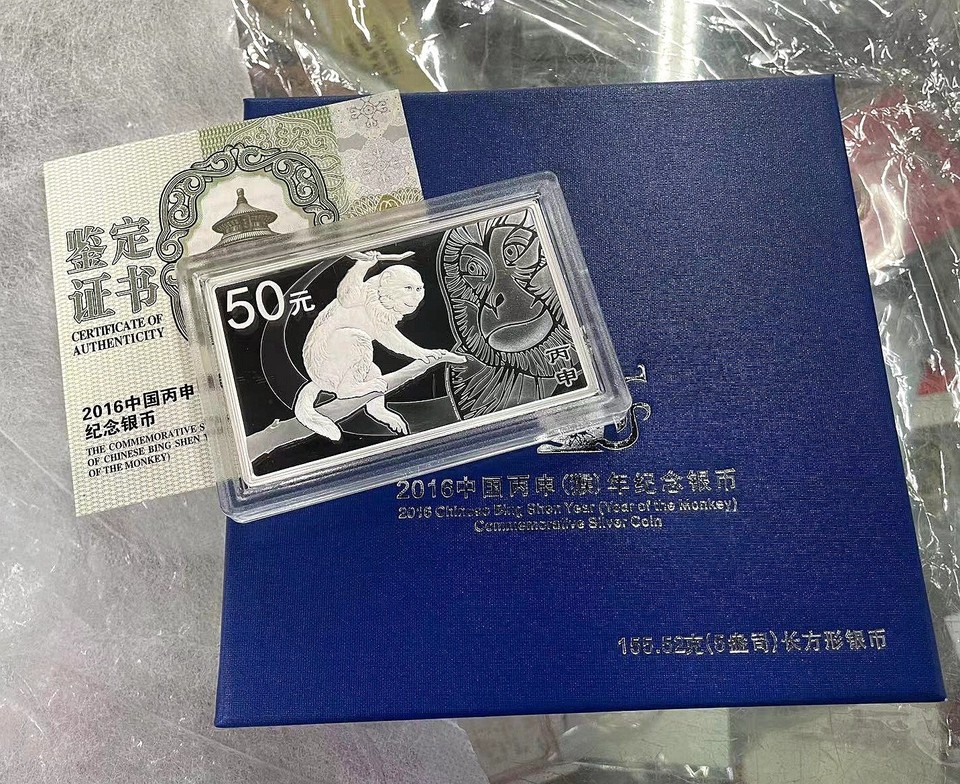 鉴定
证书
CERTIFICATE OF
AUTHENTICITY
2016中国丙申
纪念银币
THE COMMEMORATIVE S
OF CHINESE BING SHEN
OF THE MONKEY)
50元
丙
申
2016中国丙申(猴)年纪念银币
2016 Chinese Bing Shen Year (Year of the Monkey)
Commemorative Silver Coin
155.52克(5盎司)长方形银币